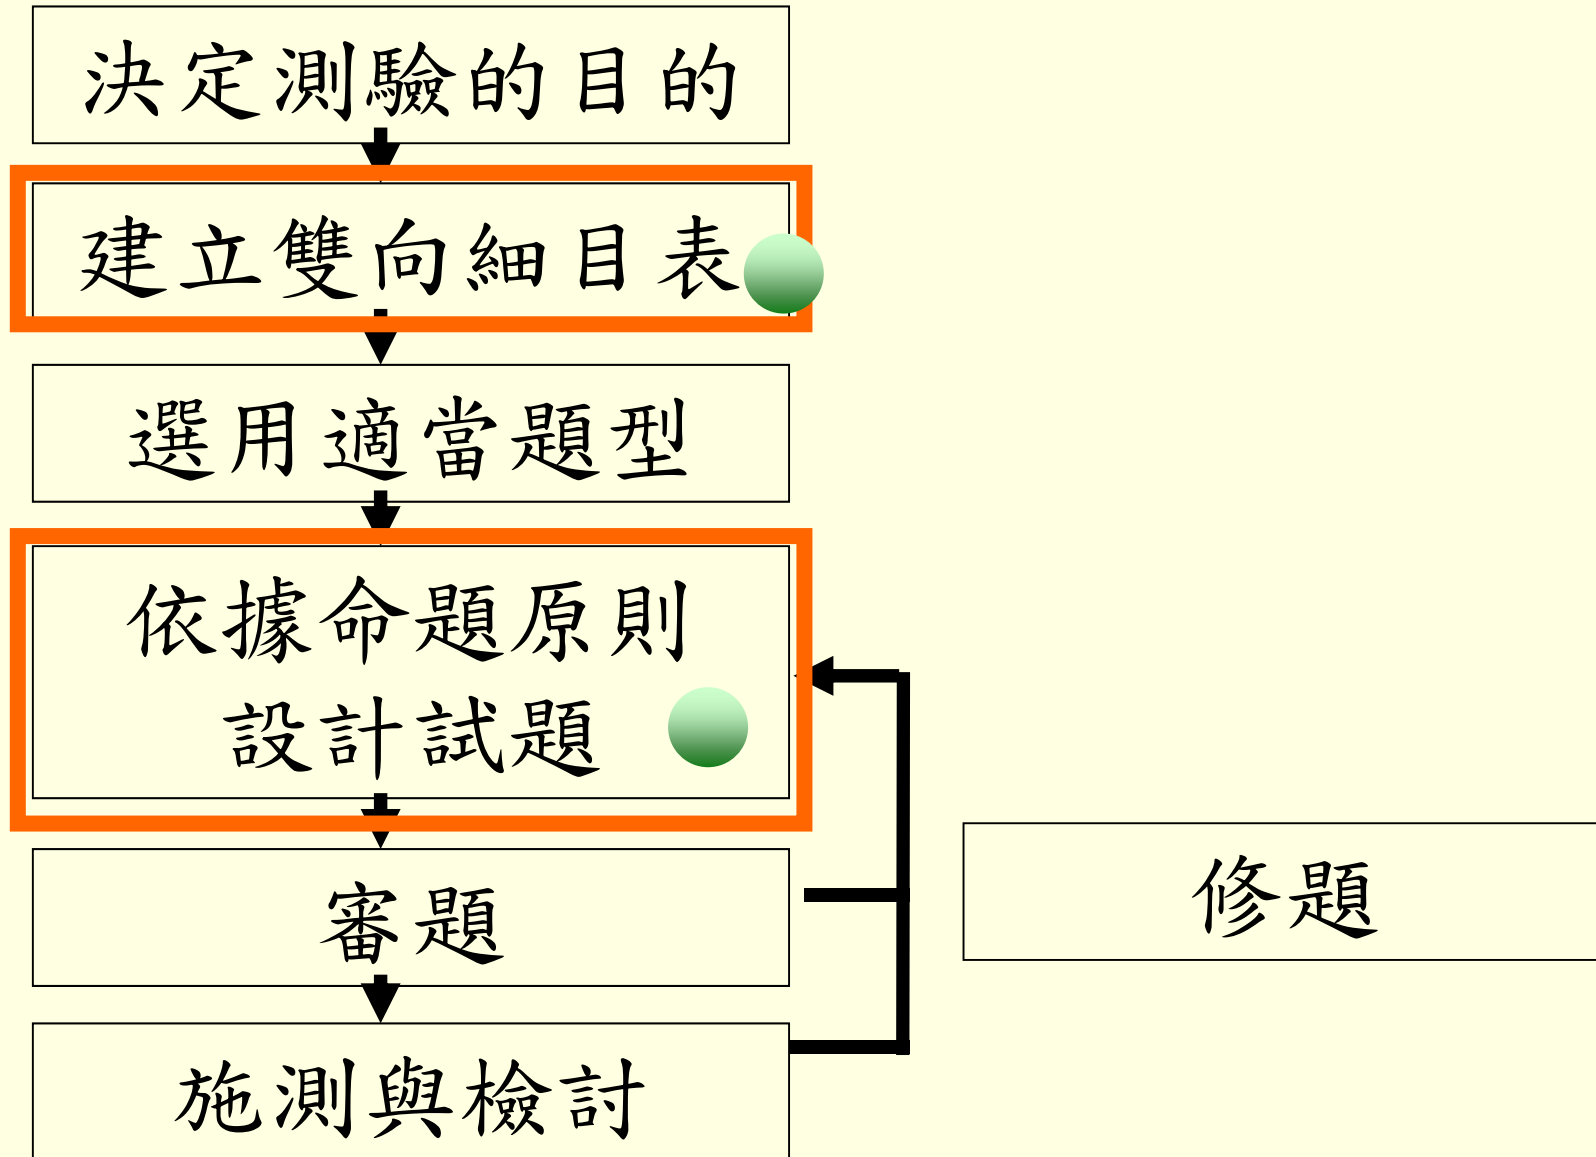 決定測驗的目的
建立雙向細目表
選用適當題型
依據命題原則
設計試題
審題
修題
施測與檢討